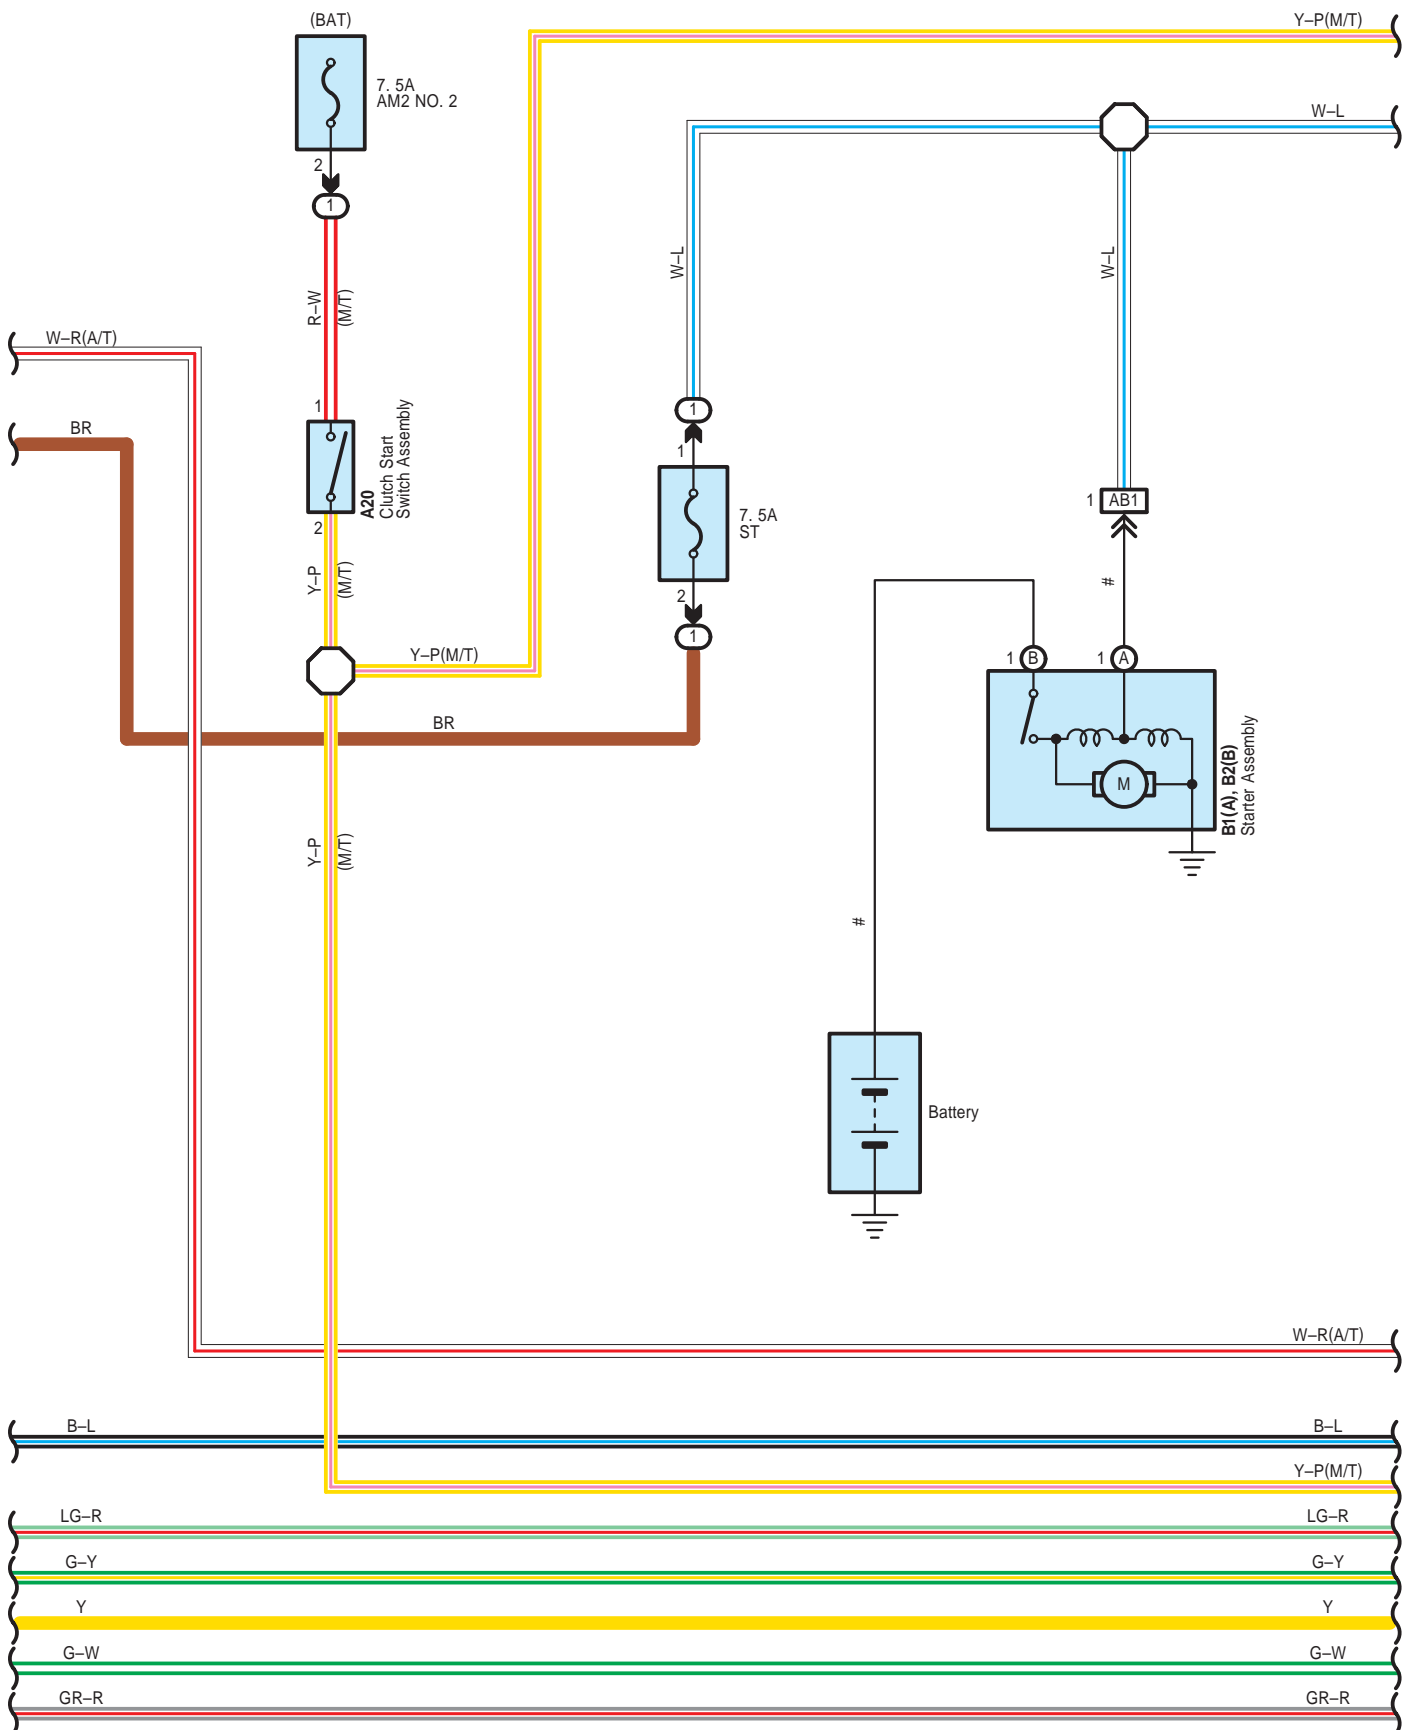 (BAT)
Y–P(M/T)
7. 5A
AM2 NO. 2
W–L
2
1
W–L
W–L
R–W
(M/T)
W–R(A/T)
1
1
BR
A20
Clutch Start
Switch Assembly
1
1 AB1
7. 5A
ST
2
Y–P
(M/T)
#
2
1
Y–P(M/T)
1 B
1 A
BR
M
B1(A), B2(B)
Starter Assembly
Y–P
(M/T)
#
Battery
W–R(A/T)
B–L
B–L
Y–P(M/T)
LG–R
LG–R
G–Y
G–Y
Y
Y
G–W
G–W
GR–R
GR–R